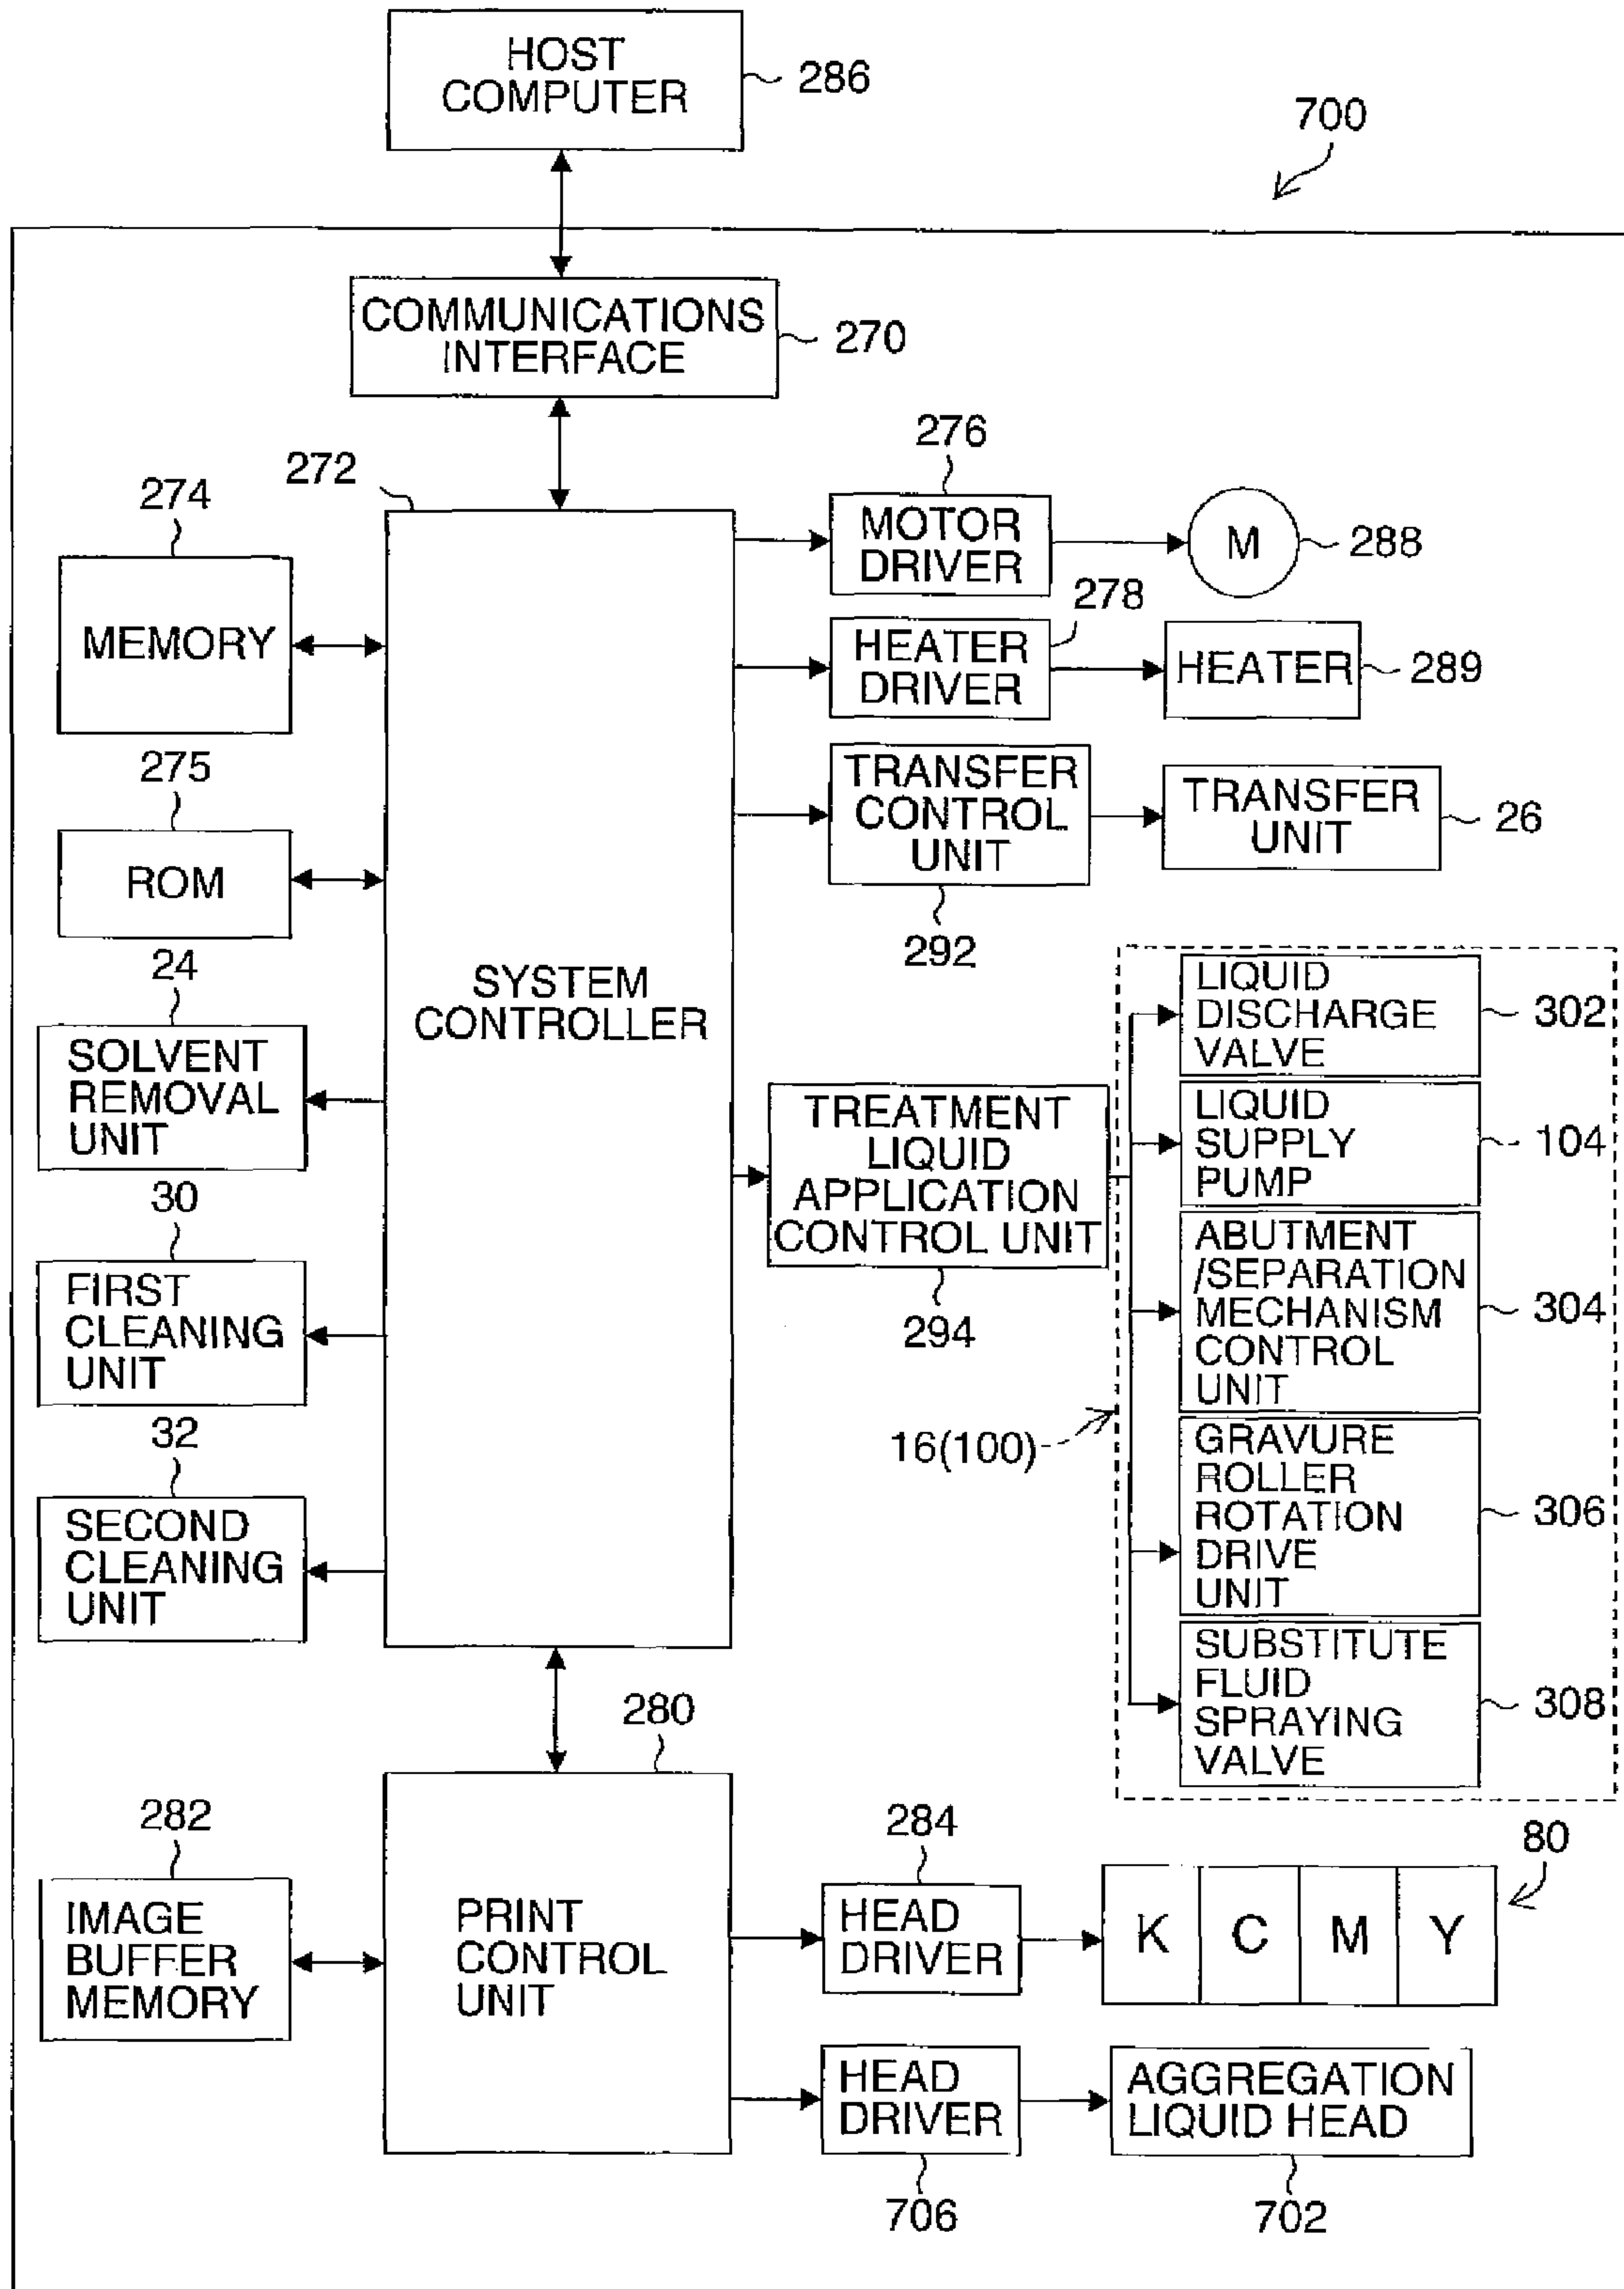 HOST
COMPUTER
286
700
COMMUNICATIONS
INTERFACE
270
272
276
274
MEMORY
MOTOR
DRIVER
M
288
278
HEATER
DRIVER
HEATER
289
275
ROM
TRANSFER
CONTROL
UNIT
292
TRANSFER
UNIT
26
SYSTEM
CONTROLLER
24
SOLVENT
REMOVAL
UNIT
30
FIRST
CLEANING
UNIT
32
SECOND
CLEANING
UNIT
TREATMENT
LIQUID
APPLICATION
CONTROL UNIT
294
16(100)
LIQUID
DISCHARGE
VALVE
302
LIQUID
SUPPLY
PUMP
104
ABUTMENT
/SEPARATION
MECHANISM
CONTROL
UNIT
304
GRAVURE
ROLLER
ROTATION
DRIVE
UNIT
306
SUBSTITUTE
FLUID
SPRAYING
VALVE
308
280
282
IMAGE
BUFFER
MEMORY
PRINT
CONTROL
UNIT
284
HEAD
DRIVER
80
K C M Y
HEAD
DRIVER
706
AGGREGATION
LIQUID HEAD
702